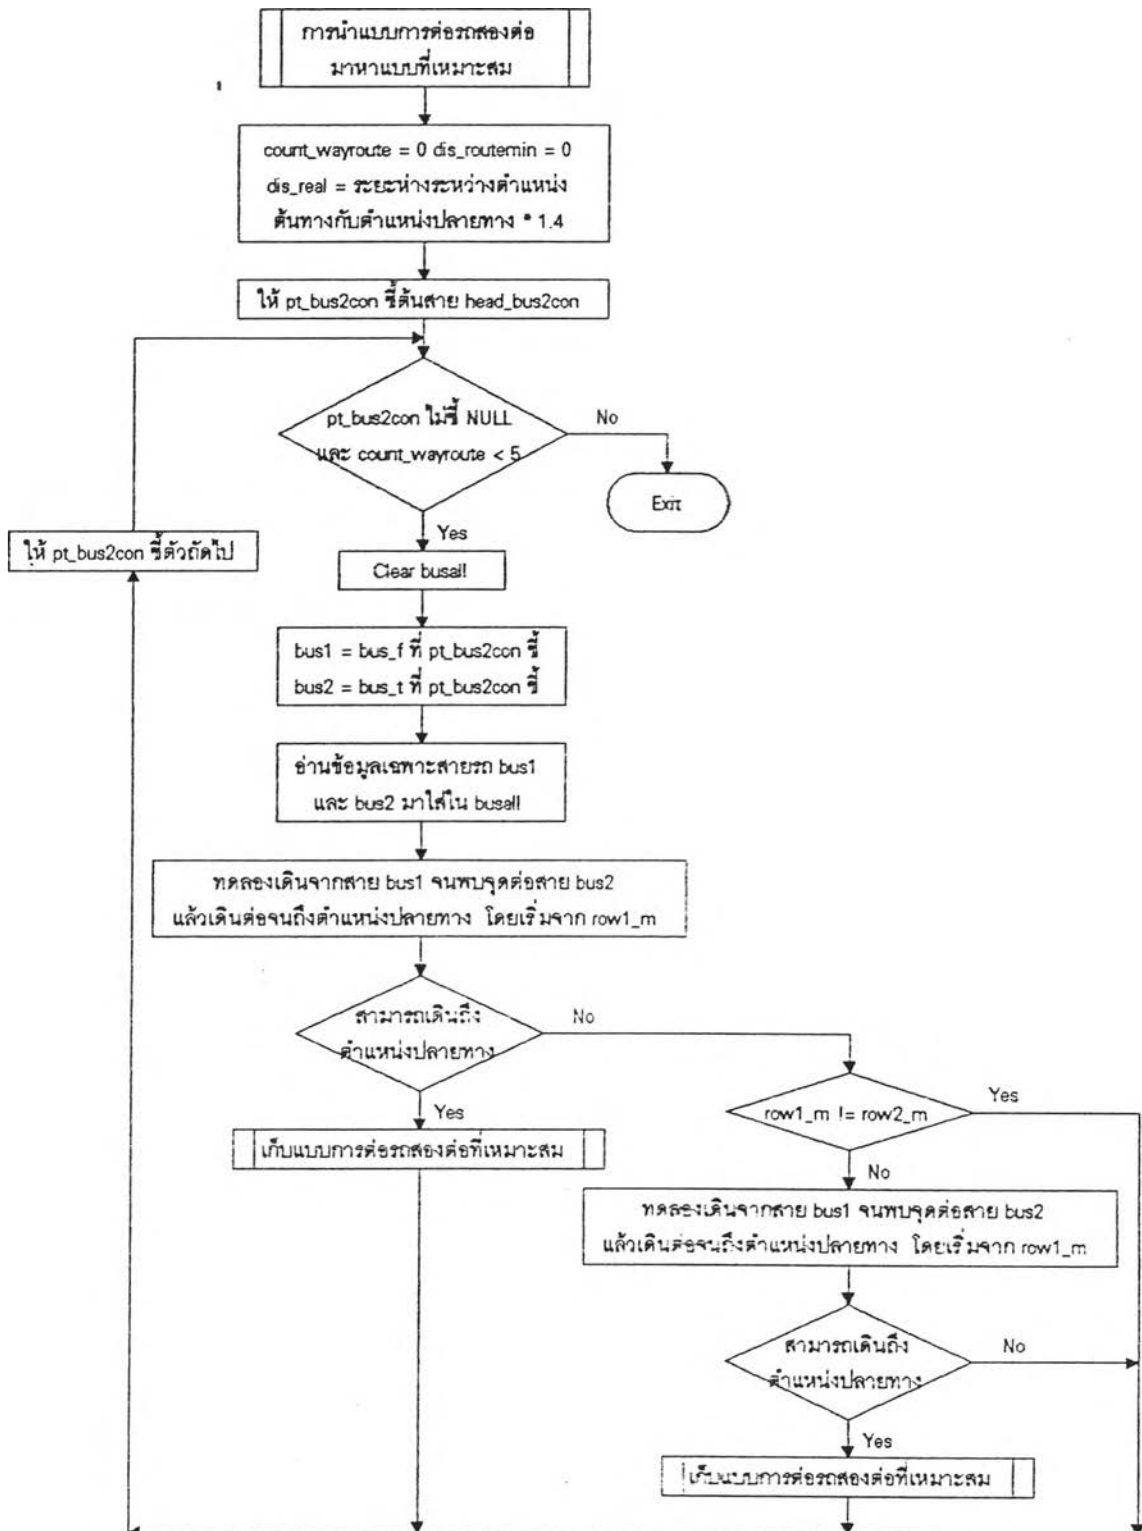 การนำแบบการต่อรถสองต่อ
มาหาแบบที่เหมาะสม
count_wayroute = 0 dis_routemin = 0
dis_real = ระยะห่างระหว่างตำแหน่ง
ต้นทางกับตำแหน่งปลายทาง * 1.4
ให้ pt_bus2con ชี้ต้นสาย head_bus2con
pt_bus2con ไม่ชี้ NULL
และ count_wayroute < 5
No
Exit
Yes
ให้ pt_bus2con ชี้ตัวถัดไป
Clear busall
bus1 = bus_f ที่ pt_bus2con ชี้
bus2 = bus_t ที่ pt_bus2con ชี้
อ่านข้อมูลเฉพาะสายรถ bus1
และ bus2 มาใส่ใน busall
ทดลองเดินจากสาย bus1 จนพบจุดต่อสาย bus2
แล้วเดินต่อจนถึงตำแหน่งปลายทาง โดยเริ่มจาก row1_m
สามารถเดินถึง
ตำแหน่งปลายทาง
No
Yes
เก็บแบบการต่อรถสองต่อที่เหมาะสม
row1_m != row2_m
Yes
No
ทดลองเดินจากสาย bus1 จนพบจุดต่อสาย bus2
แล้วเดินต่อจนถึงตำแหน่งปลายทาง โดยเริ่มจาก row1_m
สามารถเดินถึง
ตำแหน่งปลายทาง
No
Yes
เก็บแบบการต่อรถสองต่อที่เหมาะสม